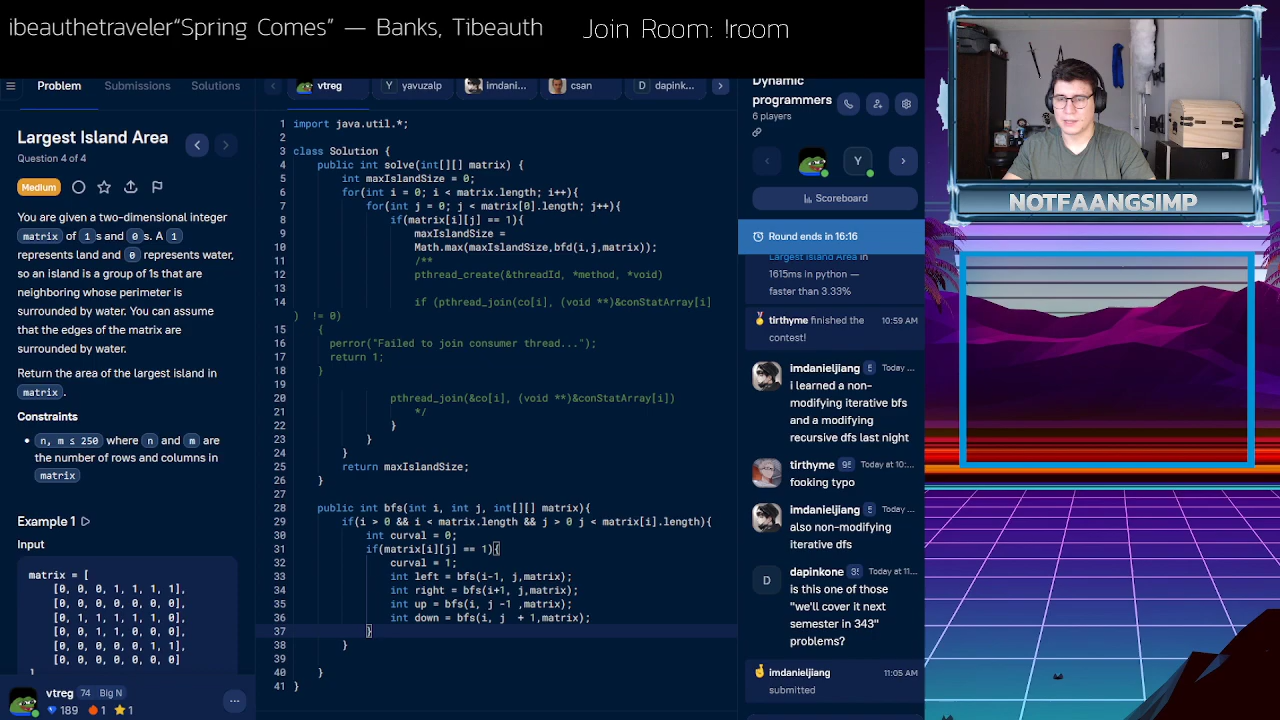 ibeauthetraveler“Spring Comes” — Banks, Tibeauth
Join Room: !room
Problem
Submissions
Solutions
Largest Island Area
Question 4 of 4
Medium
You are given a two-dimensional integer
matrix of 1s and 0s. A 1
represents land and 0 represents water,
so an island is a group of 1s that are
neighboring whose perimeter is
surrounded by water. You can assume
that the edges of the matrix are
surrounded by water.
Return the area of the largest island in
matrix.
Constraints
n, m ≤ 250 where n and m are
the number of rows and columns in
matrix
Example 1
Input
matrix = [
[0, 0, 0, 1, 1, 1, 1],
[0, 0, 0, 0, 0, 0, 0],
[0, 1, 1, 1, 1, 1, 0],
[0, 0, 1, 1, 0, 0, 0],
[0, 0, 0, 0, 1, 1],
[0, 0, 0, 0, 0, 0, 0]
]
vtreg 74 Big N
189 1 1
vtreg
Y yavuzalp
imdani...
csan
D dapink...
1 import java.util.*;
2
3 class Solution {
4 public int solve(int[][] matrix) {
5 int maxIslandSize = 0;
6 for(int i = 0; i < matrix.length; i++){
7 for(int j = 0; j < matrix[0].length; j++){
8 if(matrix[i][j] == 1){
9 maxIslandSize =
10 Math.max(maxIslandSize,bfd(i,j,matrix));
11 /**
12 pthread_create(&threadId, *method, *void)
13
14 if (pthread_join(co[i], (void **)&conStatArray[i]
) != 0)
15 {
16 perror("Failed to join consumer thread...");
17 return 1;
18 }
19
20 pthread_join(&co[i], (void **)&conStatArray[i])
21 */
22 }
23 }
24 }
25 return maxIslandSize;
26 }
27
28 public int bfs(int i, int j, int[][] matrix){
29 if(i > 0 && i < matrix.length && j > 0 j < matrix[i].length){
30 int curval = 0;
31 if(matrix[i][j] == 1){
32 curval = 1;
33 int left = bfs(i-1, j,matrix);
34 int right = bfs(i+1, j,matrix);
35 int up = bfs(i, j -1 ,matrix);
36 int down = bfs(i, j  + 1,matrix);
37 }
38 }
39
40 }
41 }
Dynamic
programmers
6 players
Y
Scoreboard
Round ends in 16:16
Largest Island Area in
1615ms in python —
faster than 3.33%
tirthyme finished the 10:59 AM
contest!
imdanieljiang Today ...
i learned a non-
modifying iterative bfs
and a modifying
recursive dfs last night
tirthyme Today at 10:...
fooking typo
imdanieljiang Today ...
also non-modifying
iterative dfs
D dapinkone Today at 11...
is this one of those
"we'll cover it next
semester in 343"
problems?
imdanieljiang 11:05 AM
submitted
NOTFAANGSIMP